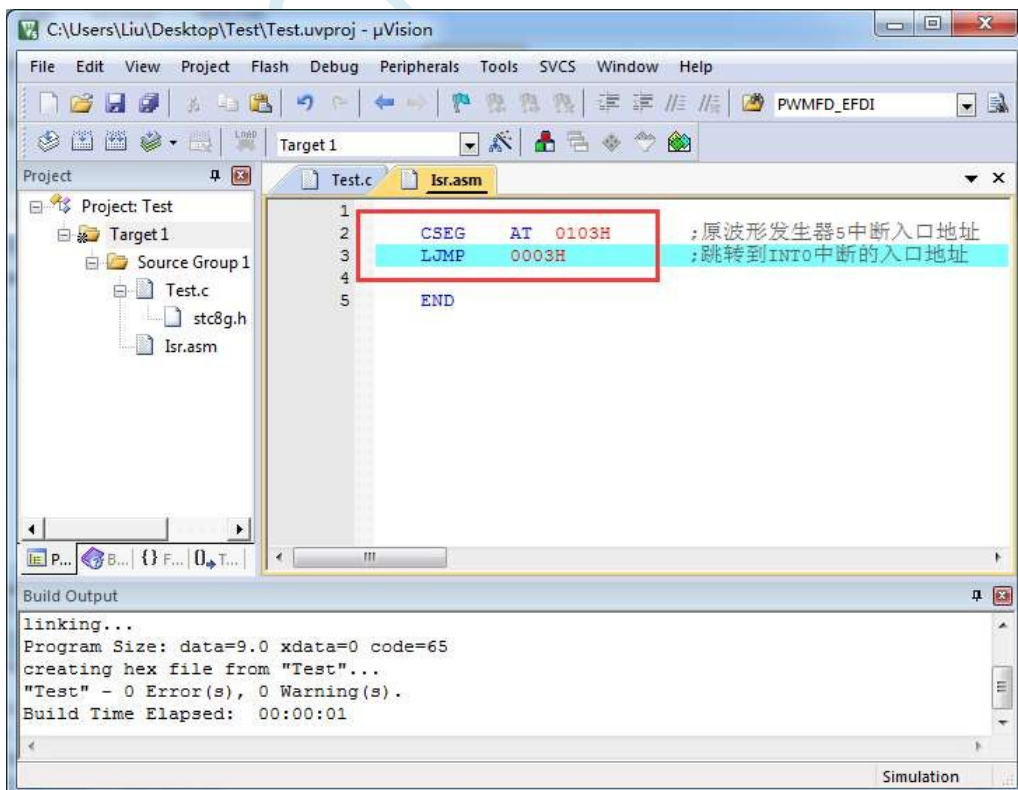 C:\Users\Liu\Desktop\Test\Test.uvproj - µVision
File Edit View Project Flash Debug Peripherals Tools SVCS Window Help
PWMFD_EFDI
LOAD
Target 1
Project
Project: Test
Target 1
Source Group 1
Test.c
stc8g.h
Isr.asm
P... B... {} F... 0 T...
Test.c Isr.asm
1
2 CSEG AT 0103H ;原波形发生器5中断入口地址
3 LJMP 0003H ;跳转到INT0中断的入口地址
4
5 END
Build Output
linking...
Program Size: data=9.0 xdata=0 code=65
creating hex file from "Test"...
"Test" - 0 Error(s), 0 Warning(s).
Build Time Elapsed: 00:00:01
Simulation